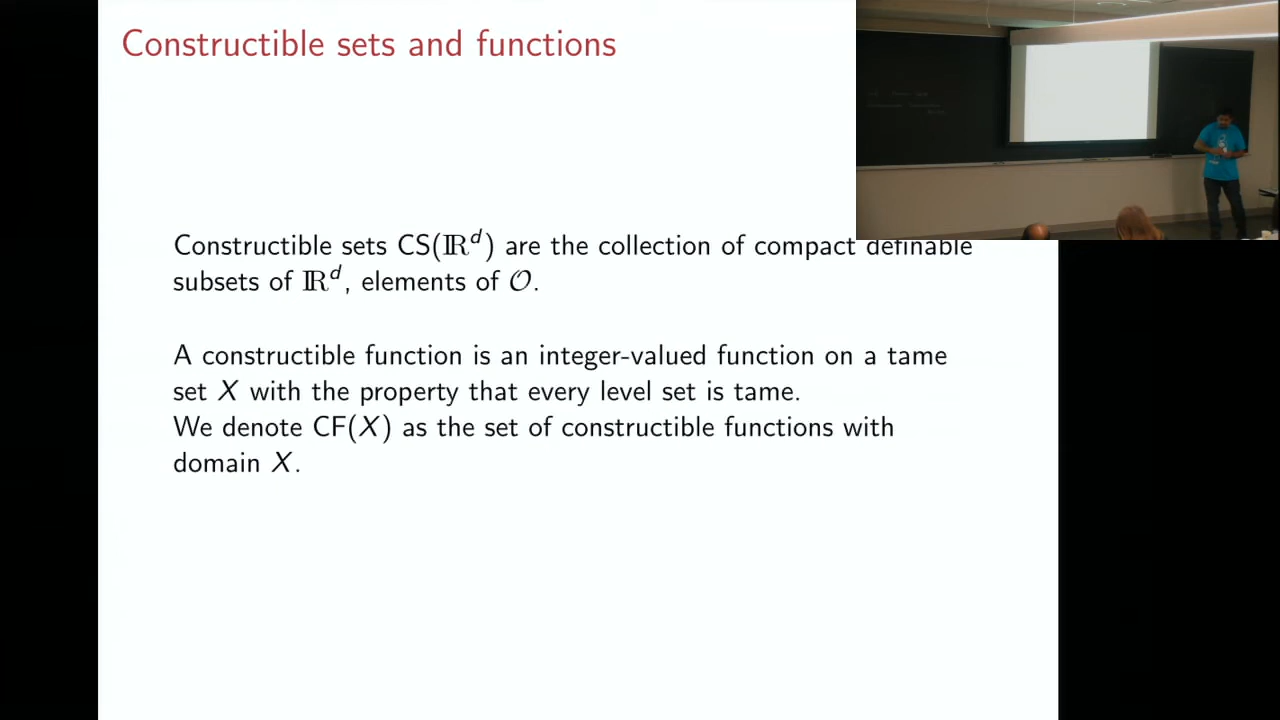 Constructible sets and functions
Constructible sets CS(ℝᵈ) are the collection of compact definable
subsets of ℝᵈ, elements of 𝒪.
A constructible function is an integer-valued function on a tame
set X with the property that every level set is tame.
We denote CF(X) as the set of constructible functions with
domain X.